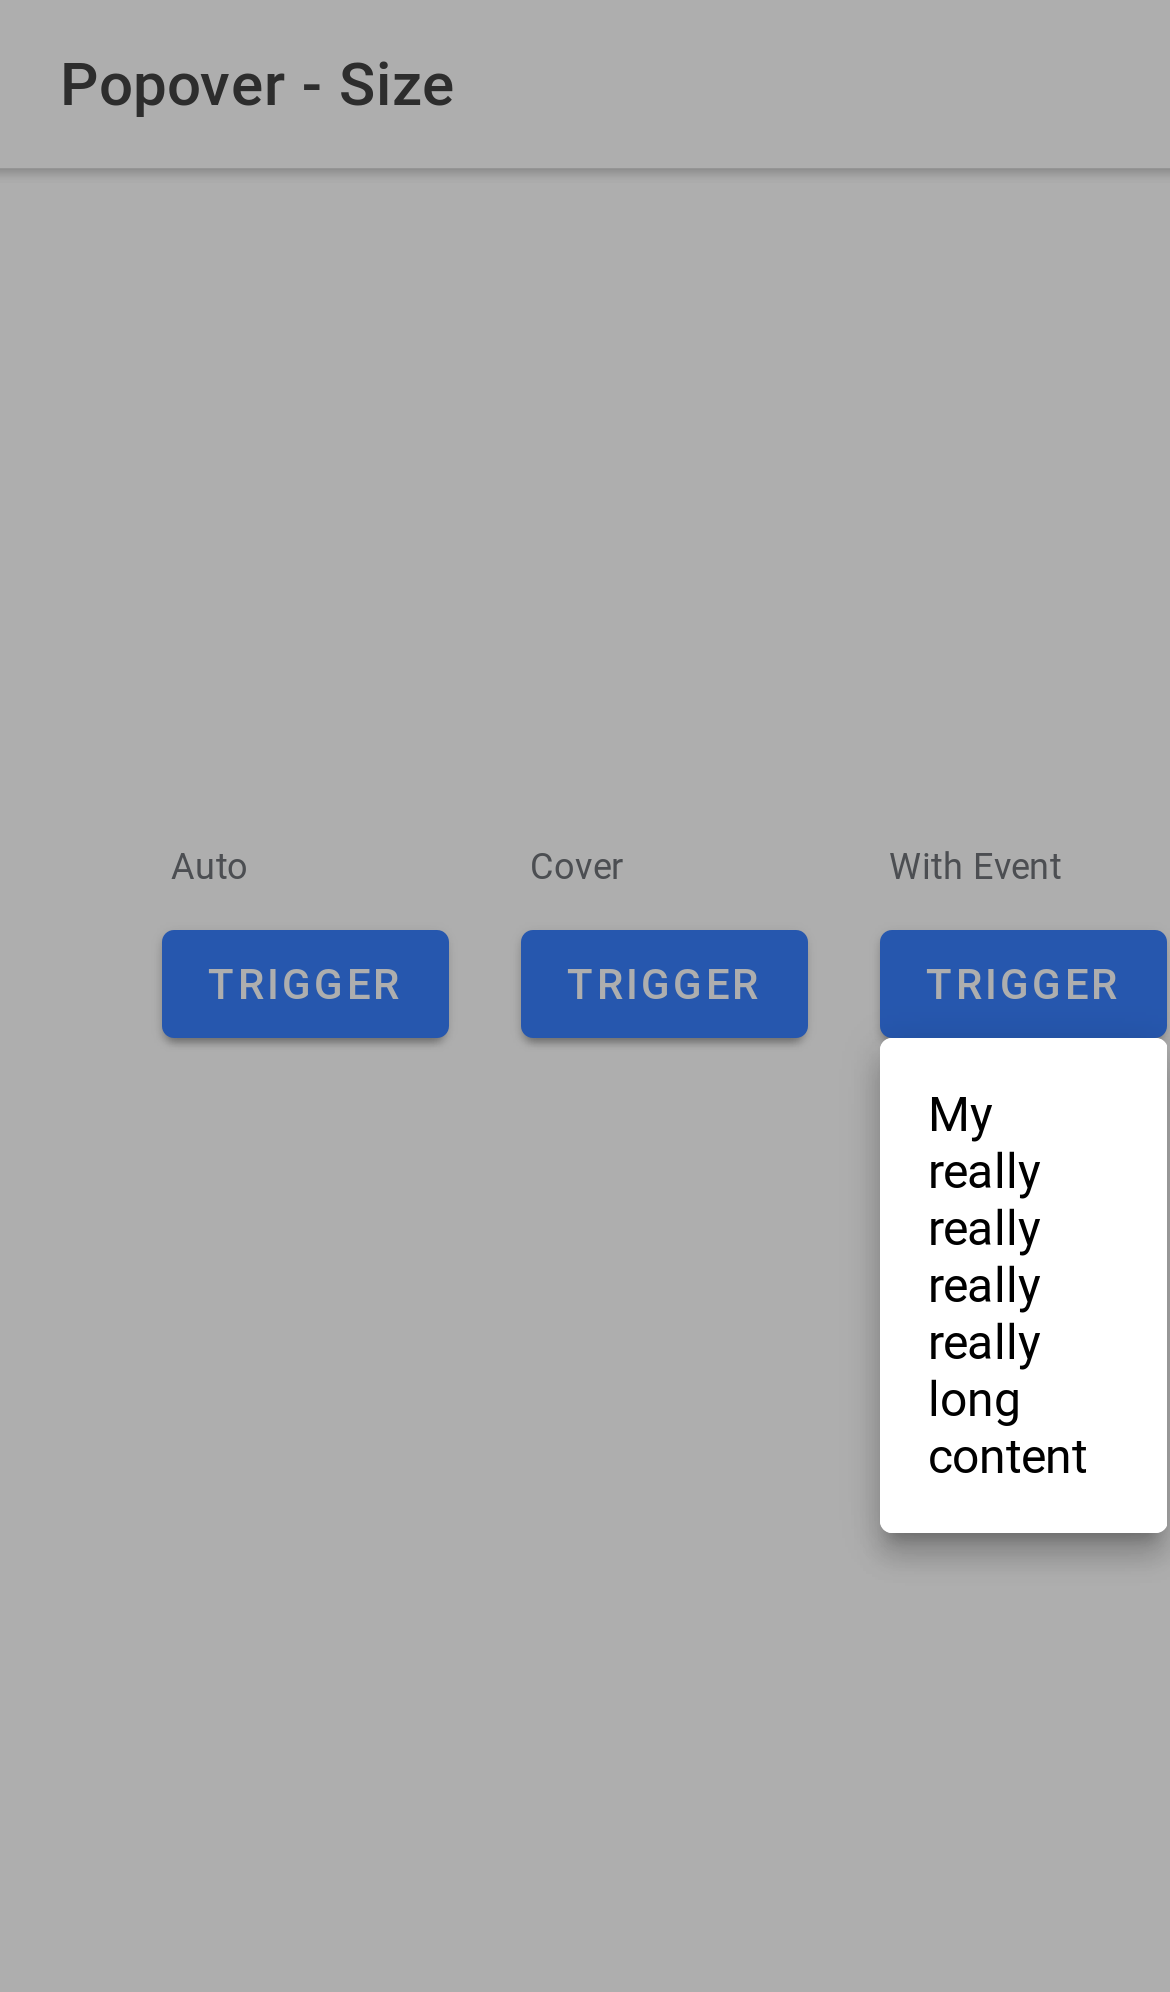 Popover - Size
Auto
Cover
With Event
TRIGGER
TRIGGER
TRIGGER
My
really
really
really
really
long
content